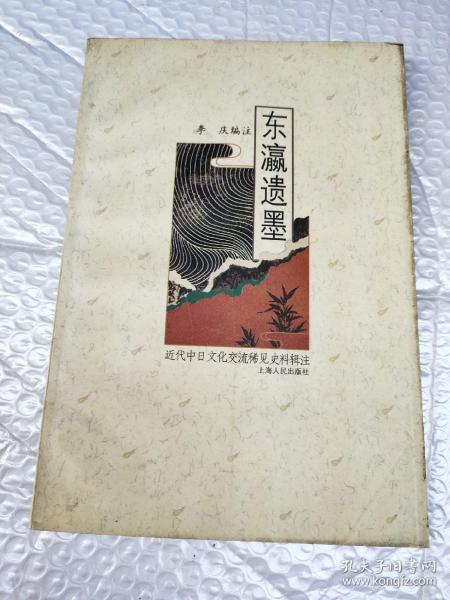 东瀛遗墨
李 庆编注
近代中日文化交流稀见史料辑注
上海人民出版社
孔夫子旧书网
www.kongfz.com